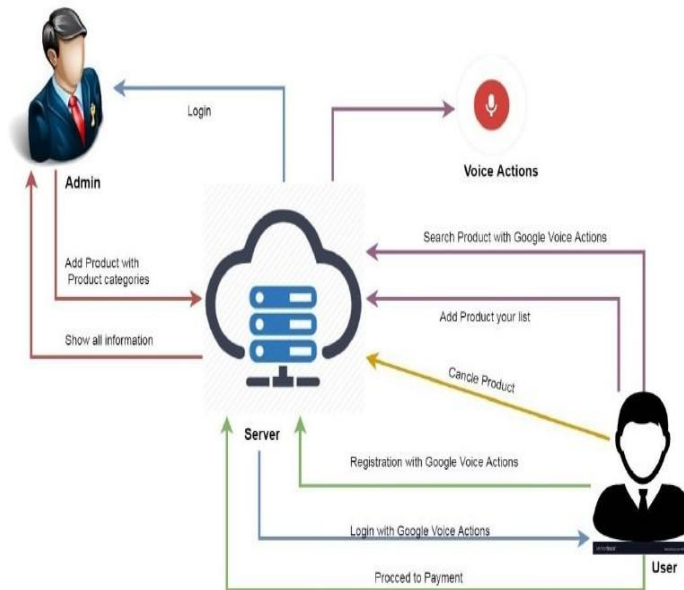 Login
Voice Actions
Admin
Search Product with Google Voice Actions
Add Product with
Product categories
Add Product your list
Show all information
Cancle Product
Server
Registration with Google Voice Actions
Login with Google Voice Actions
User
Procced to Payment